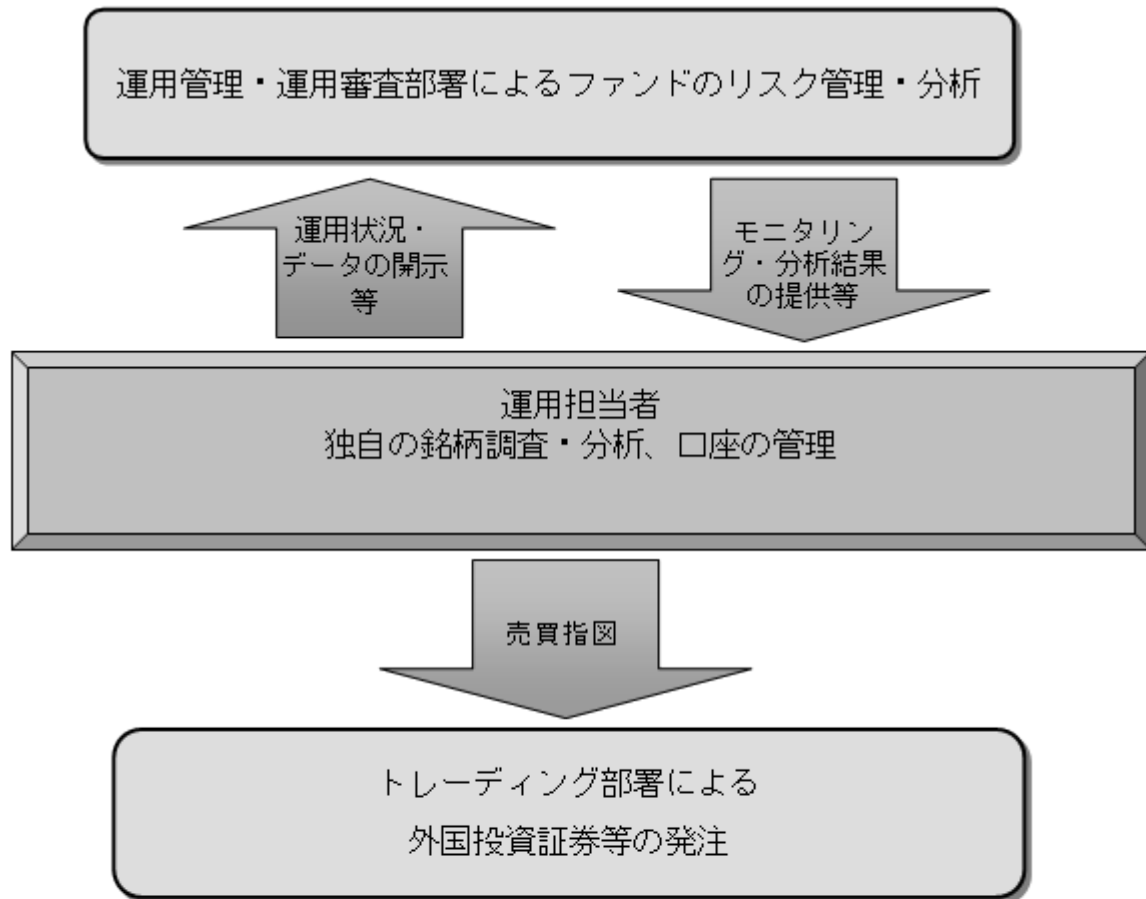 運用管理・運用審査部署によるファンドのリスク管理・分析
運用状況・
データの開示
等
モニタリン
グ・分析結果
の提供等
運用担当者
独自の銘柄調査・分析、口座の管理
売買指図
トレーディング部署による
外国投資証券等の発注